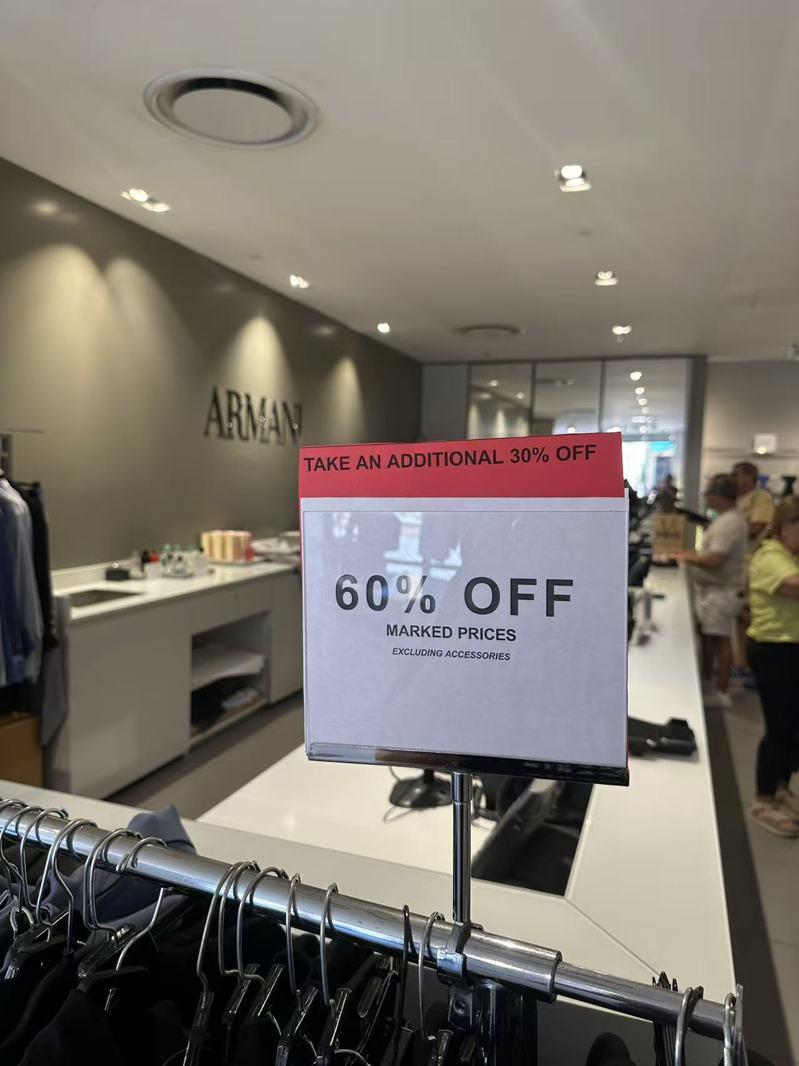 ARMANI
TAKE AN ADDITIONAL 30% OFF
60% OFF
MARKED PRICES
EXCLUDING ACCESSORIES